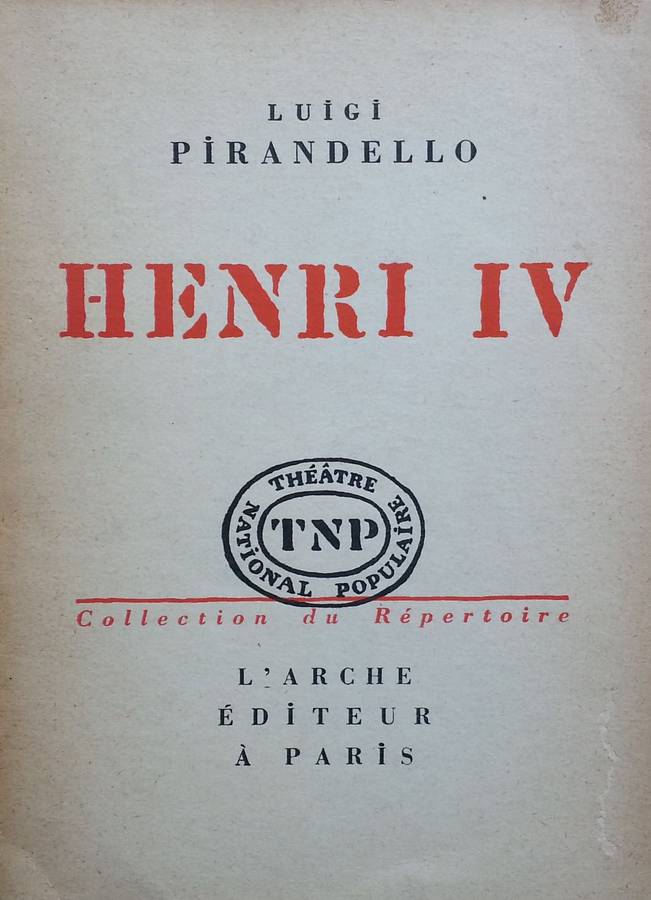 LUIGI
PIRANDELLO
HENRI IV
THÉÂTRE
NATIONAL POPULAIRE
TNP
Collection du Répertoire
L'ARCHE
ÉDITEUR
À PARIS